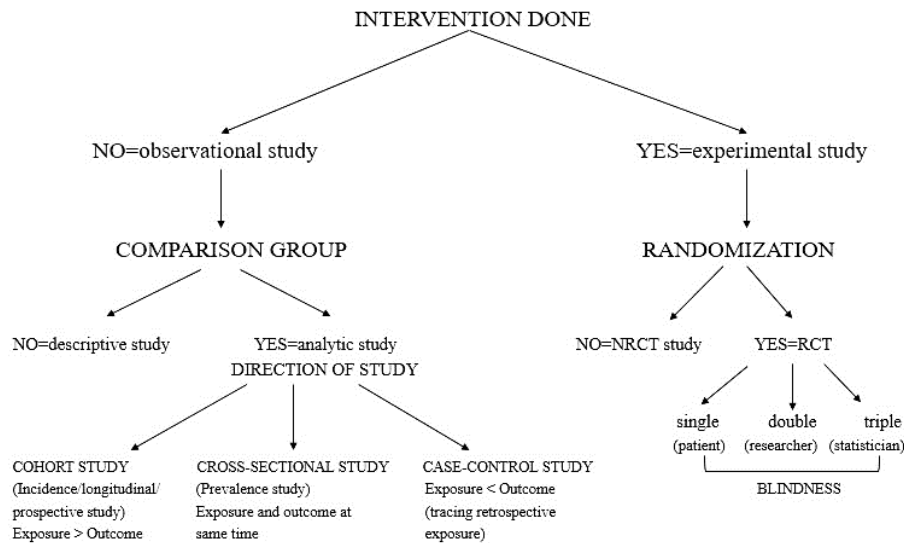 INTERVENTION DONE
NO=observational study
YES=experimental study
COMPARISON GROUP
RANDOMIZATION
NO=descriptive study
YES=analytic study
NO=NRCT study
YES=RCT
DIRECTION OF STUDY
single
(patient)
double
(researcher)
triple
(statistician)
BLINDNESS
COHORT STUDY
(Incidence/longitudinal/
prospective study)
Exposure > Outcome
CROSS-SECTIONAL STUDY
(Prevalence study)
Exposure and outcome at
same time
CASE-CONTROL STUDY
Exposure < Outcome
(tracing retrospective
exposure)